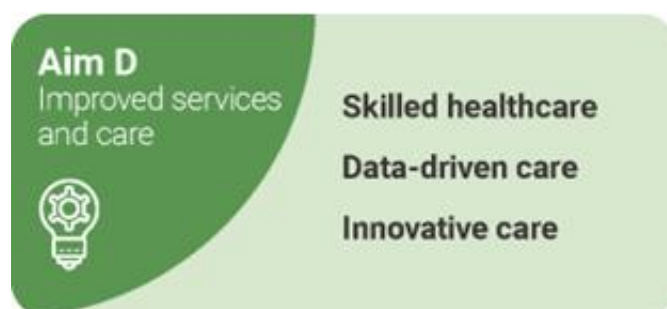 Aim D
Improved services
and care
Skilled healthcare
Data-driven care
Innovative care